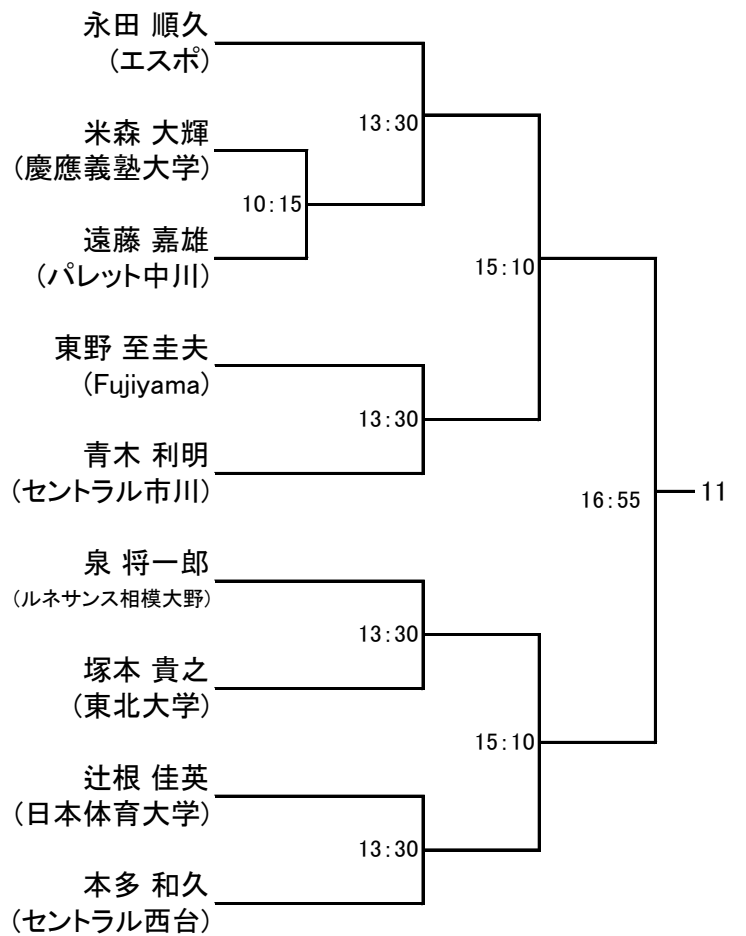 永田 順久
(エスポ)
13:30
米森 大輝
(慶應義塾大学)
10:15
遠藤 嘉雄
(パレット中川)
15:10
東野 至圭夫
(Fujiyama)
13:30
青木 利明
(セントラル市川)
16:55
11
泉 将一郎
(ルネサンス相模大野)
13:30
塚本 貴之
(東北大学)
15:10
辻根 佳英
(日本体育大学)
13:30
本多 和久
(セントラル西台)